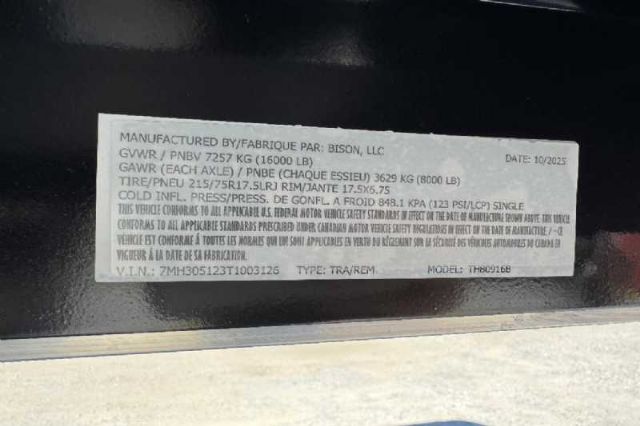 MANUFACTURED BY/FABRIQUE PAR: BISON, LLC
GVWR / PNBV 7257 KG (16000 LB) DATE: 10/2025
GAWR (EACH AXLE) / PNBE (CHAQUE ESSIEU) 3629 KG (8000 LB)
TIRE/PNEU 215/75R17.5LRJ RIM/JANTE 17.5X6.75
COLD INFL. PRESS/PRESS. DE GONFL. A FROID 848.1 KPA (123 PSI/LCP) SINGLE
THIS VEHICLE CONFORMS TO ALL APPLICABLE U.S. FEDERAL MOTOR VEHICLE SAFETY STANDARDS IN EFFECT ON THE DATE OF MANUFACTURE SHOWN ABOVE. THIS VEHICLE
CONFORMS TO ALL APPLICABLE STANDARDS PRESCRIBED UNDER THE CANADIAN MOTOR VEHICLE SAFETY REGULATIONS IN EFFECT ON THE DATE OF MANUFACTURE. / -CE
VEHICULE EST CONFORME A TOUTES LES NORMES QUI LUI SONT APPLICABLES EN VERTU DU RÉGLEMENT SUR LA SÉCURITÉ DES VÉHICULES AUTOMOBILES DU CANADA EN
VIGUEUR À LA DATE DE SA FABRICATION.
V.I.N.: 7MH305123T1003126 TYPE: TRA/REM MODEL: TH80916B